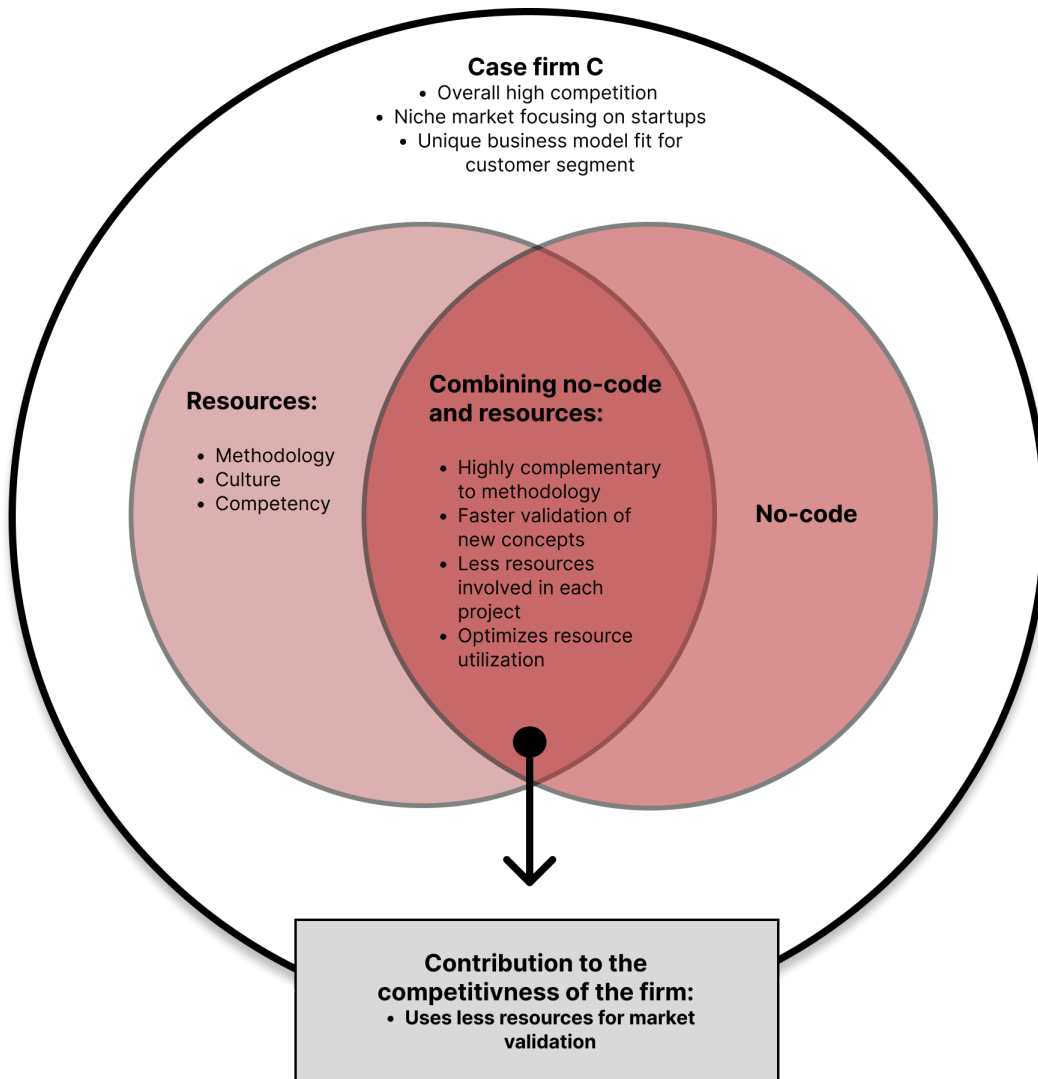 Case firm C
• Overall high competition
• Niche market focusing on startups
• Unique business model fit for
customer segment
Resources:
• Methodology
• Culture
• Competency
Combining no-code
and resources:
• Highly complementary
to methodology
• Faster validation of
new concepts
• Less resources
involved in each
project
• Optimizes resource
utilization
No-code
Contribution to the
competitivness of the firm:
• Uses less resources for market
validation